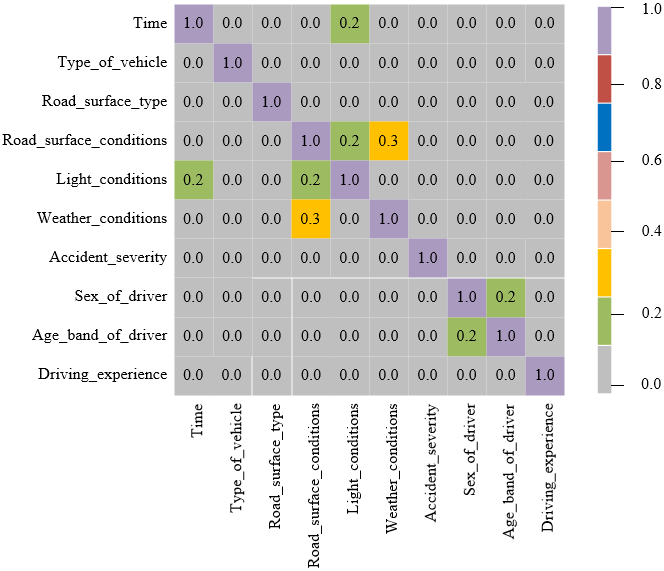 Time 1.0 0.0 0.0 0.0 0.2 0.0 0.0 0.0 0.0 0.0
Type_of_vehicle 0.0 1.0 0.0 0.0 0.0 0.0 0.0 0.0 0.0 0.0
Road_surface_type 0.0 0.0 1.0 0.0 0.0 0.0 0.0 0.0 0.0 0.0
Road_surface_conditions 0.0 0.0 0.0 1.0 0.2 0.3 0.0 0.0 0.0 0.0
Light_conditions 0.2 0.0 0.0 0.2 1.0 0.0 0.0 0.0 0.0 0.0
Weather_conditions 0.0 0.0 0.0 0.3 0.0 1.0 0.0 0.0 0.0 0.0
Accident_severity 0.0 0.0 0.0 0.0 0.0 0.0 1.0 0.0 0.0 0.0
Sex_of_driver 0.0 0.0 0.0 0.0 0.0 0.0 0.0 1.0 0.2 0.0
Age_band_of_driver 0.0 0.0 0.0 0.0 0.0 0.0 0.0 0.2 1.0 0.0
Driving_experience 0.0 0.0 0.0 0.0 0.0 0.0 0.0 0.0 0.0 1.0
Time
Type_of_vehicle
Road_surface_type
Road_surface_conditions
Light_conditions
Weather_conditions
Accident_severity
Sex_of_driver
Age_band_of_driver
Driving_experience
1.0
0.8
0.6
0.4
0.2
0.0